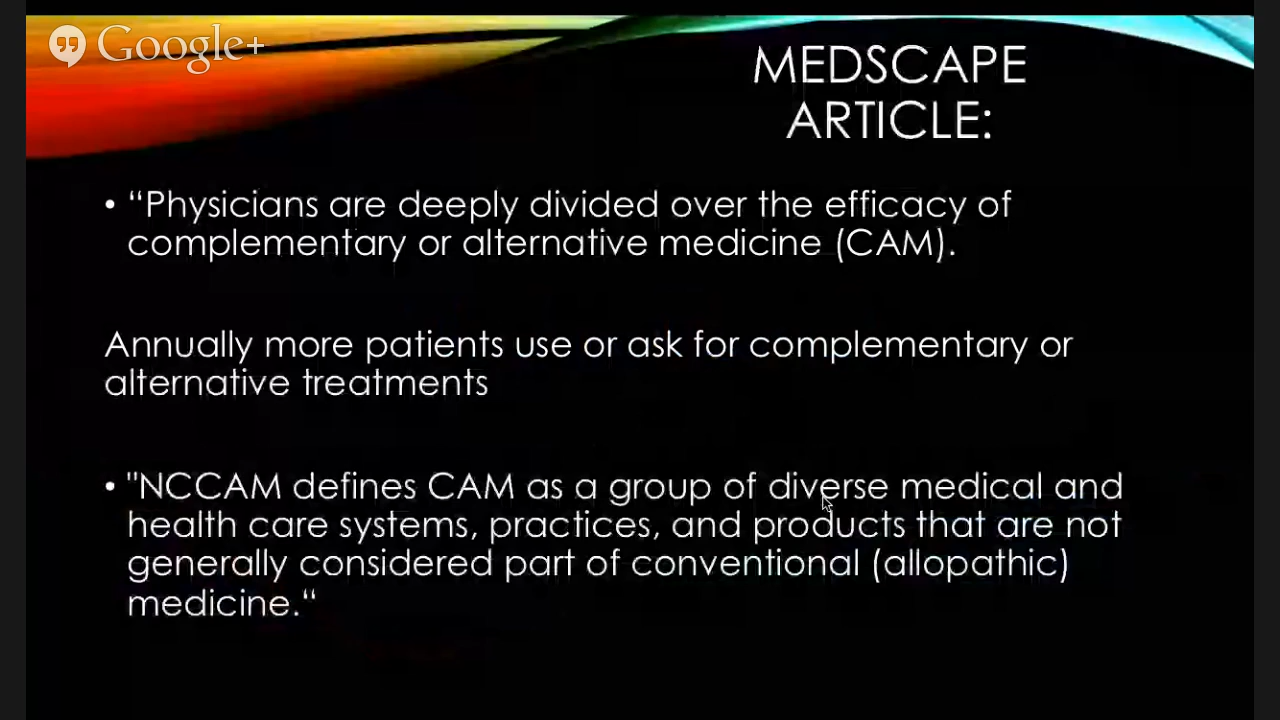 Google+
MEDSCAPE
ARTICLE:
• “Physicians are deeply divided over the efficacy of
complementary or alternative medicine (CAM).
Annually more patients use or ask for complementary or
alternative treatments
• "NCCAM defines CAM as a group of diverse medical and
health care systems, practices, and products that are not
generally considered part of conventional (allopathic)
medicine.“